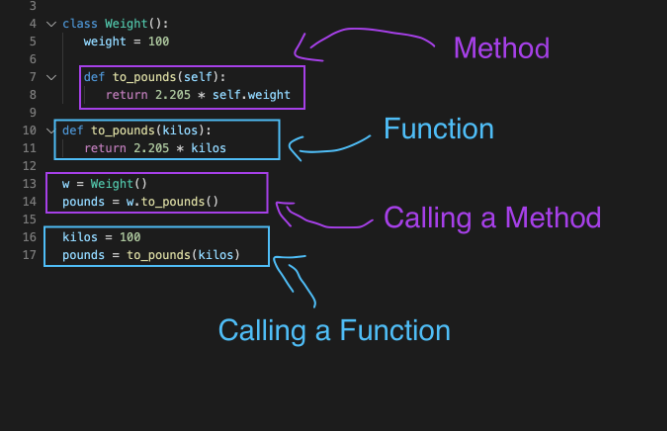 3
4 class Weight():
5 weight = 100
6
Method
7 def to_pounds(self):
8 return 2.205 * self.weight
9
10 def to_pounds(kilos):
Function
11 return 2.205 * kilos
12
13 w = Weight()
14 pounds = w.to_pounds()
Calling a Method
15
16 kilos = 100
17 pounds = to_pounds(kilos)
Calling a Function